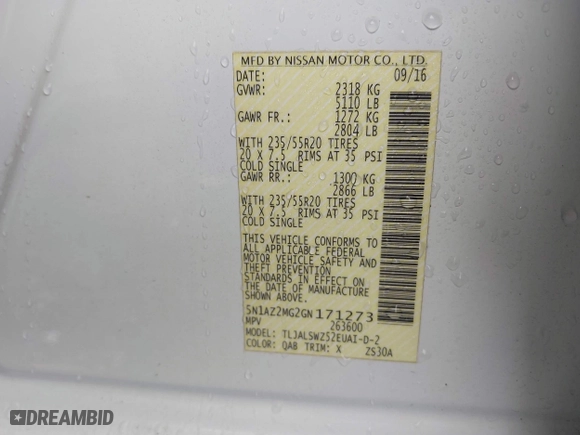 MFD BY NISSAN MOTOR CO., LTD.
DATE: 09/16
GVWR: 2318 KG
5110 LB
GAWR FR.: 1272 KG
2804 LB
WITH 235/55R20 TIRES
20 X 7.5 RIMS AT 35 PSI
COLD SINGLE
GAWR RR.: 1300 KG
2866 LB
WITH 235/55R20 TIRES
20 X 7.5 RIMS AT 35 PSI
COLD SINGLE
THIS VEHICLE CONFORMS TO
ALL APPLICABLE FEDERAL
MOTOR VEHICLE SAFETY AND
THEFT PREVENTION
STANDARDS IN EFFECT ON
THE DATE OF MANUFACTURE
SHOWN ABOVE.
5N1AZ2MG2GN171273
MPV 263600
MODEL: TLJALSWZ52EUAI-D-2
COLOR: QAB TRIM: X ZS30A
DREAMBID